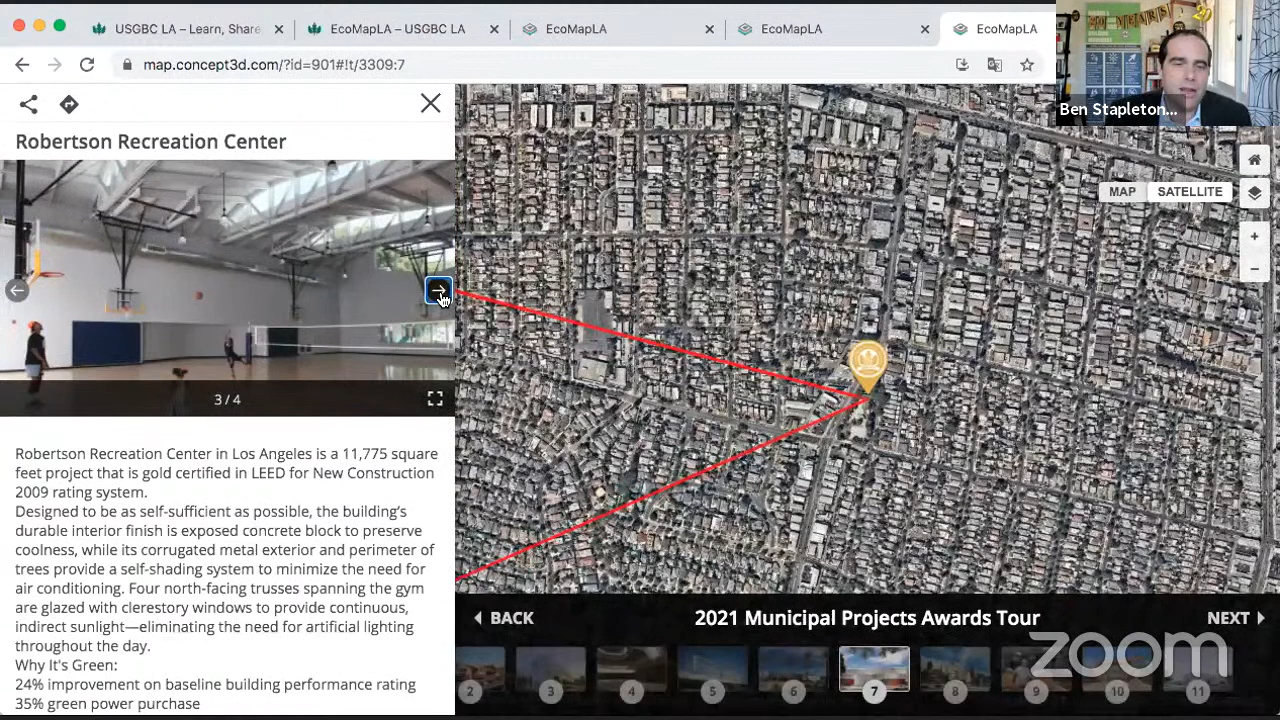 USGBC LA – Learn, Share
EcoMapLA - USGBC LA
EcoMapLA
EcoMapLA
EcoMapLA
map.concept3d.com/?id=901#!t/3309:7
Ben Stapleton...
Robertson Recreation Center
MAP
SATELLITE
+
−
3 / 4
Robertson Recreation Center in Los Angeles is a 11,775 square
feet project that is gold certified in LEED for New Construction
2009 rating system.
Designed to be as self-sufficient as possible, the building's
durable interior finish is exposed concrete block to preserve
coolness, while its corrugated metal exterior and perimeter of
trees provide a self-shading system to minimize the need for
air conditioning. Four north-facing trusses spanning the gym
are glazed with clerestory windows to provide continuous,
indirect sunlight—eliminating the need for artificial lighting
throughout the day.
Why It's Green:
24% improvement on baseline building performance rating
35% green power purchase
BACK
2021 Municipal Projects Awards Tour
NEXT
2
3
4
5
6
7
8
9
10
11
zoom